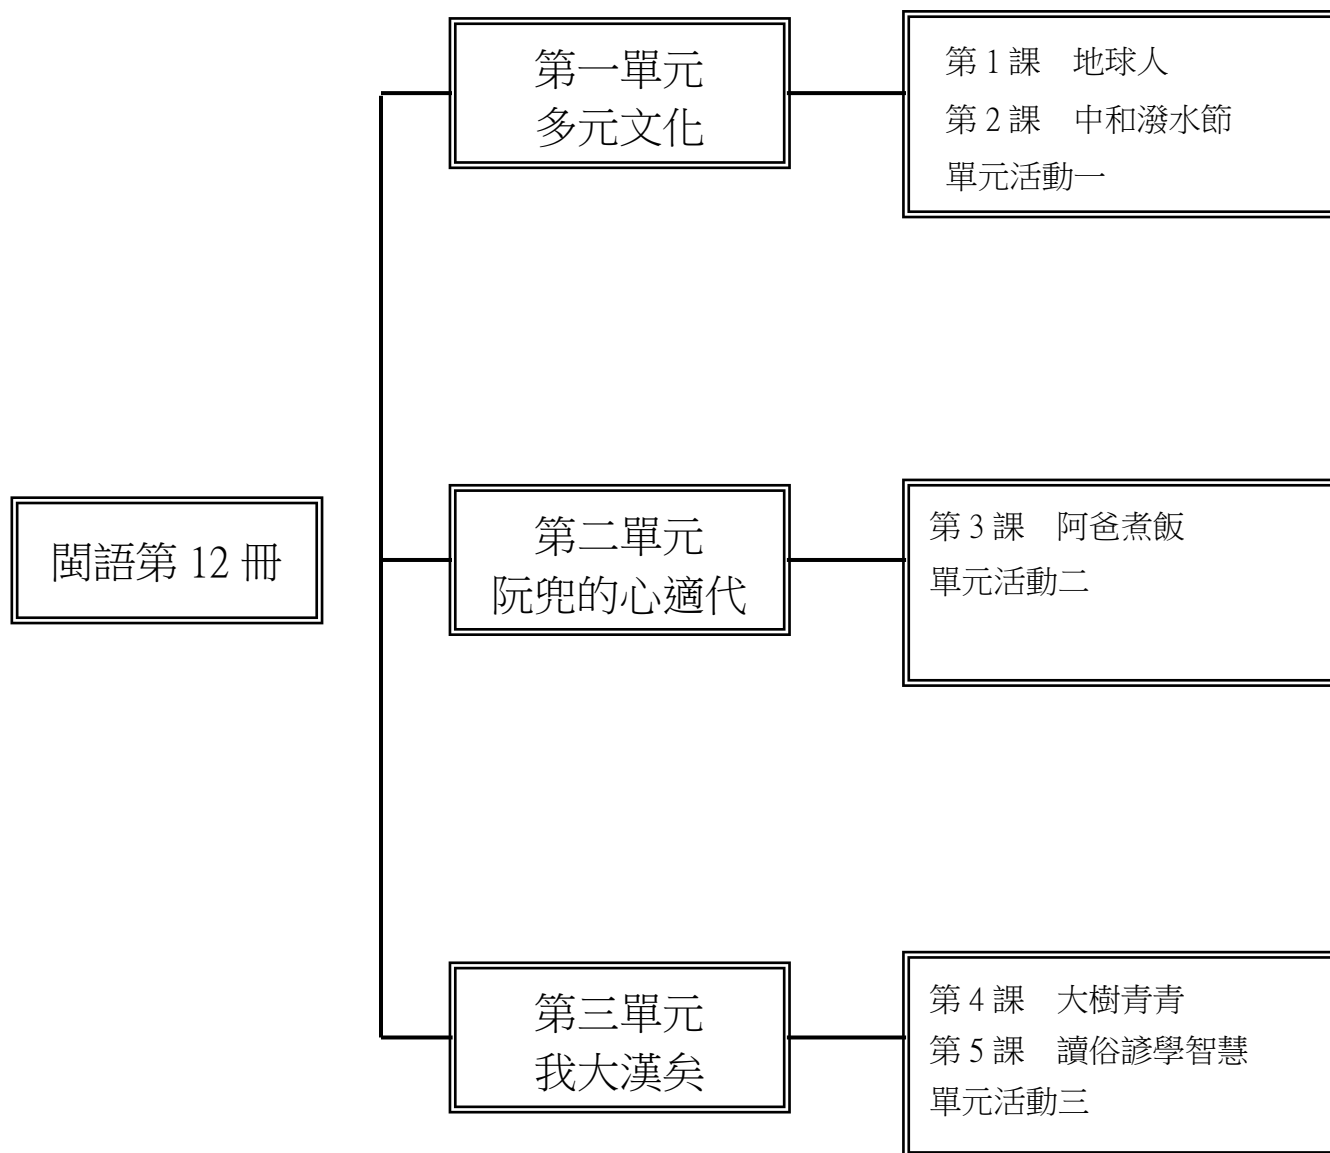 第一單元
多元文化
第 1 課　地球人
第 2 課　中和潑水節
單元活動一
閩語第 12 冊
第二單元
阮兜的心適代
第 3 課　阿爸煮飯
單元活動二
第三單元
我大漢矣
第 4 課　大樹青青
第 5 課　讀俗諺學智慧
單元活動三